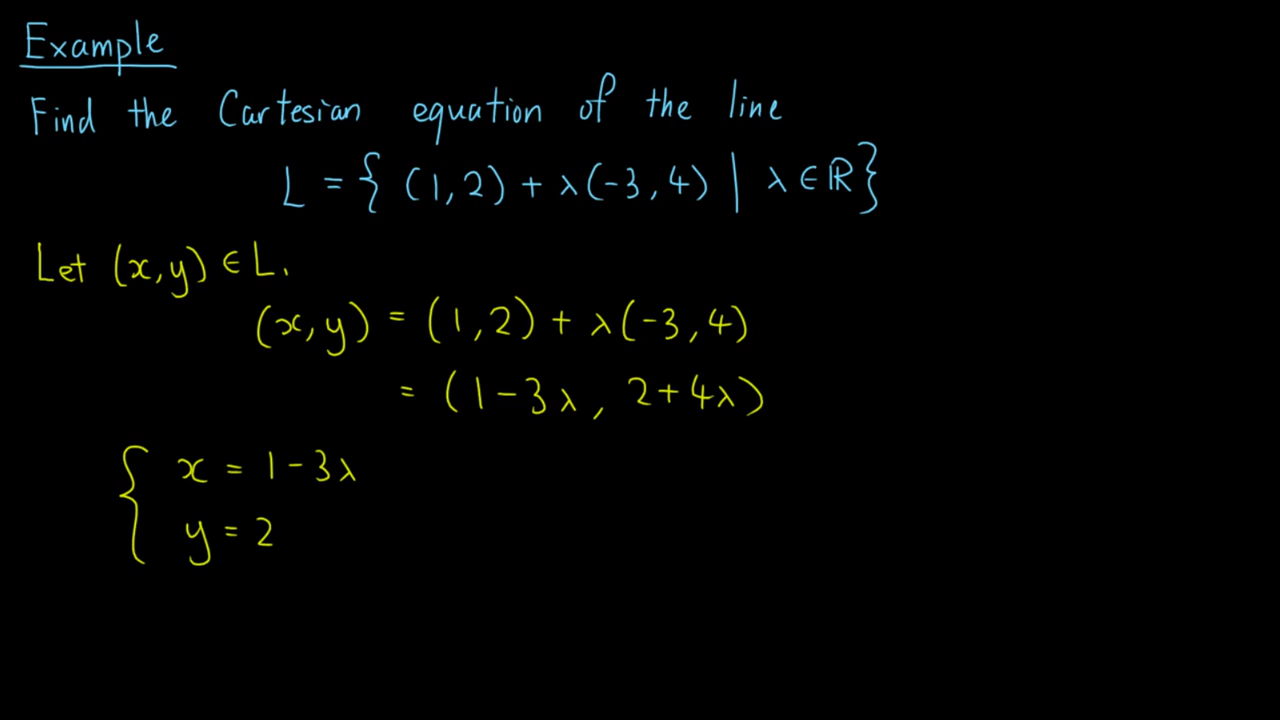 Example
Find the Cartesian equation of the line
L = { (1, 2) + λ(-3, 4) | λ ∈ ℝ }
Let (x, y) ∈ L.
(x, y) = (1, 2) + λ(-3, 4)
= (1 - 3λ, 2 + 4λ)
{ x = 1 - 3λ
y = 2